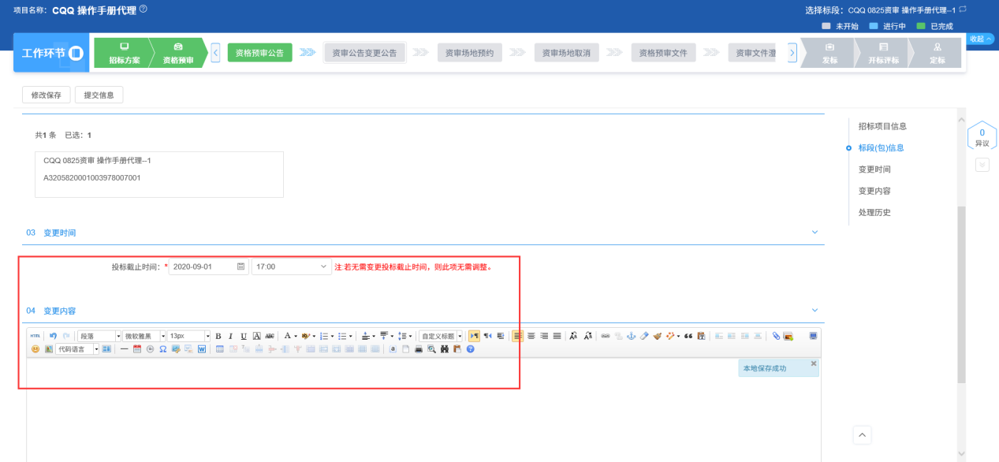 项目名称：CQQ 操作手册代理
选择标段：CQQ 0825资审 操作手册代理--1
未开始 进行中 已完成
收起
工作环节
招标方案
资格预审
资格预审公告
资审公告变更公告
资审场地预约
资审场地取消
资格预审文件
资审文件澄
发标
开标评标
定标
修改保存 提交信息
共1 条 已选：1
CQQ 0825资审 操作手册代理--1
A3205820001003978007001
招标项目信息
标段(包)信息
变更时间
变更内容
处理历史
0
异议
03 变更时间
投标截止时间：* 2020-09-01 17:00 注:若无需变更投标截止时间，则此项无需调整。
04 变更内容
HTML 段落 微软雅黑 13px B I U A ABC A 自定义标题
代码语言
本地保存成功